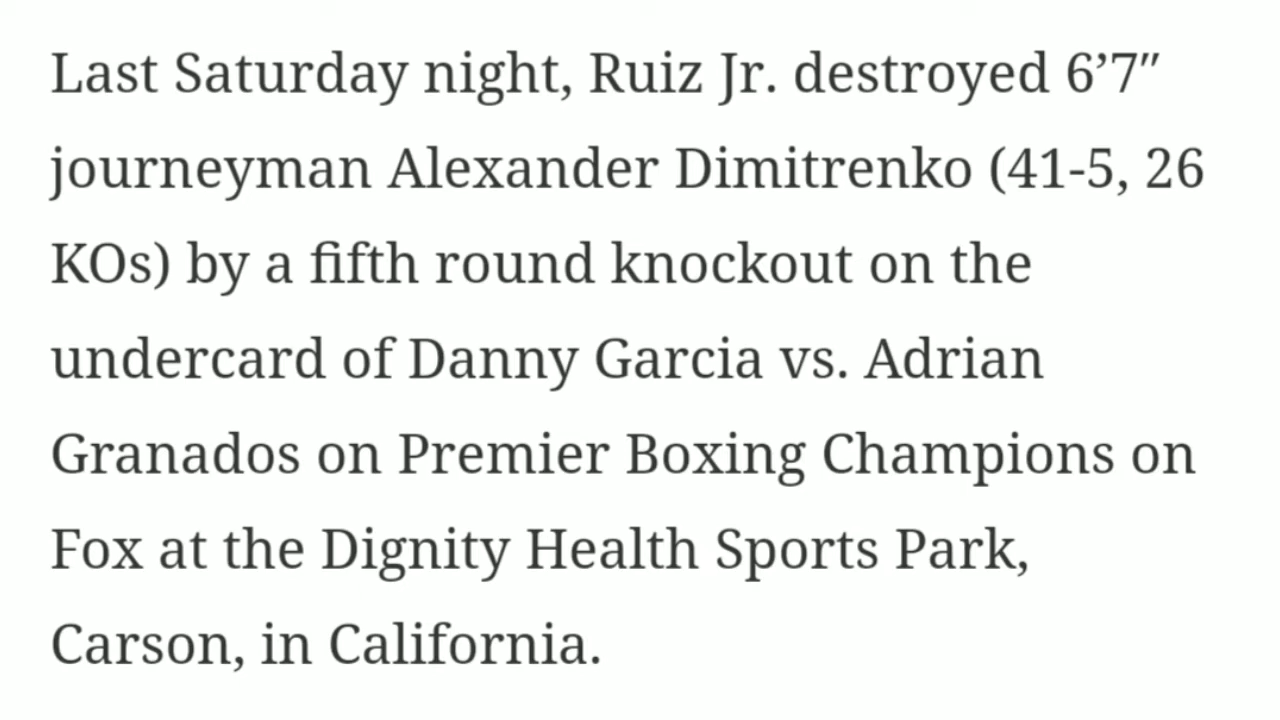 Last Saturday night, Ruiz Jr. destroyed 6’7″
journeyman Alexander Dimitrenko (41-5, 26
KOs) by a fifth round knockout on the
undercard of Danny Garcia vs. Adrian
Granados on Premier Boxing Champions on
Fox at the Dignity Health Sports Park,
Carson, in California.